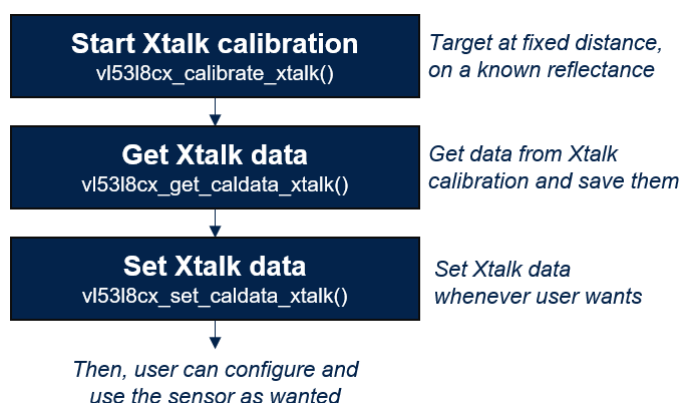 Start Xtalk calibration
vl53l8cx_calibrate_xtalk()
Target at fixed distance,
on a known reflectance
Get Xtalk data
vl53l8cx_get_caldata_xtalk()
Get data from Xtalk
calibration and save them
Set Xtalk data
vl53l8cx_set_caldata_xtalk()
Set Xtalk data
whenever user wants
Then, user can configure and
use the sensor as wanted